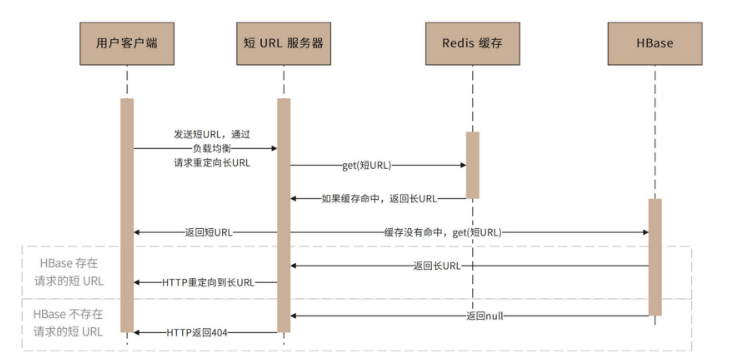 用户客户端
短 URL 服务器
Redis 缓存
HBase
发送短URL，通过
负载均衡
请求重定向长URL
get(短URL)
如果缓存命中，返回长URL
返回短URL
缓存没有命中，get(短URL)
HBase 存在
请求的短 URL
返回长URL
HTTP重定向到长URL
HBase 不存在
请求的短 URL
返回null
HTTP返回404